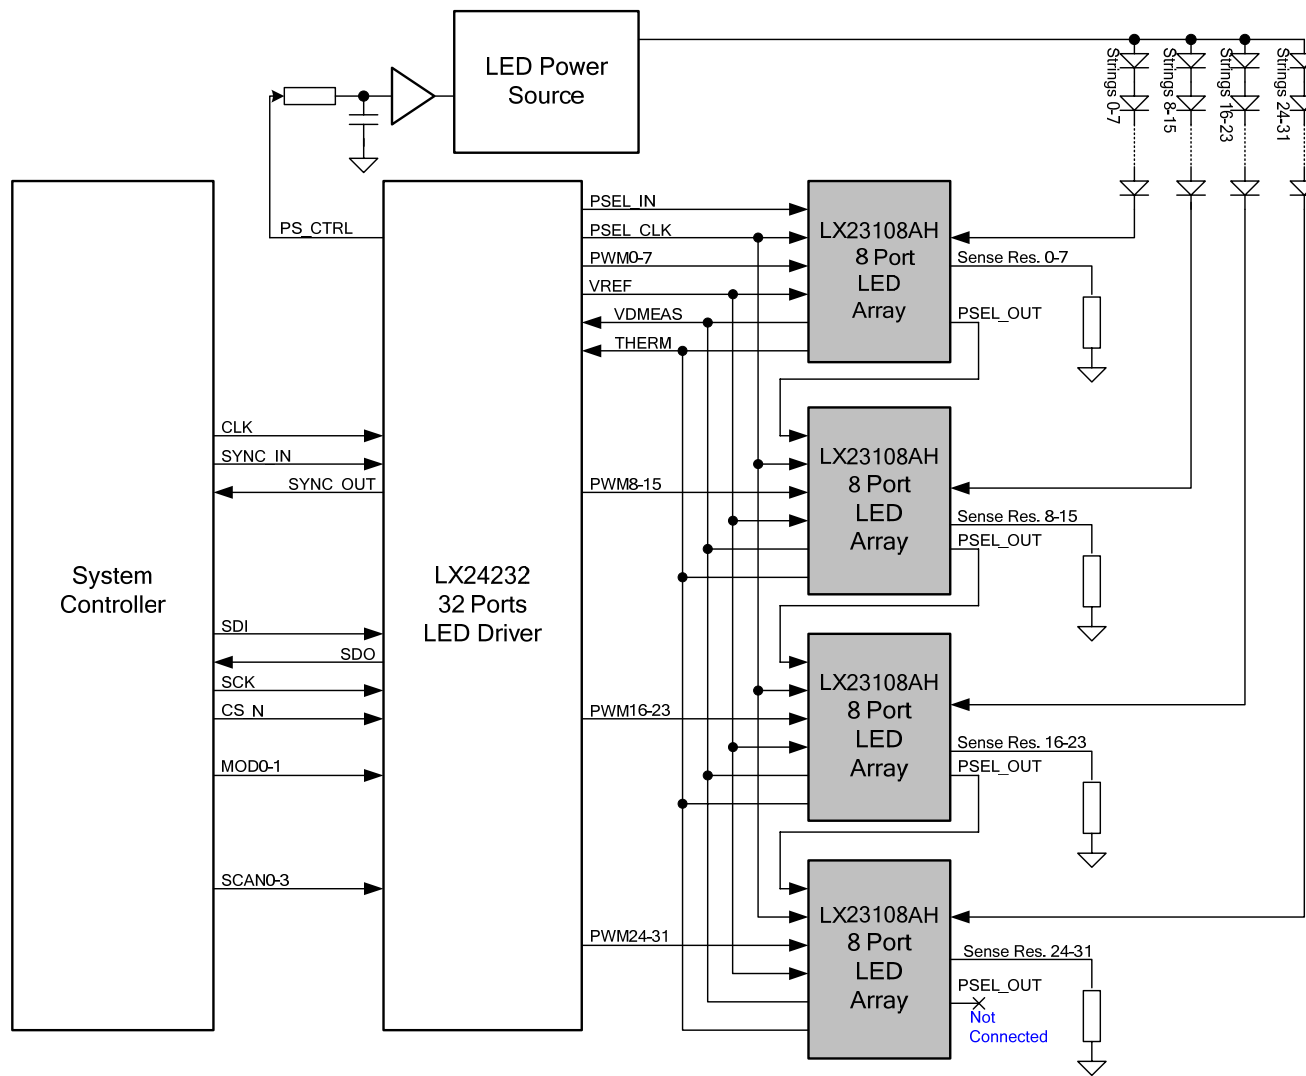 LED Power
Source
Strings 0-7
Strings 8-15
Strings 16-23
Strings 24-31
PS_CTRL
System
Controller
CLK
SYNC_IN
SYNC_OUT
SDI
SDO
SCK
CS_N
MOD0-1
SCAN0-3
LX24232
32 Ports
LED Driver
PSEL_IN
PSEL_CLK
PWM0-7
VREF
VDMEAS
THERM
PWM8-15
PWM16-23
PWM24-31
LX23108AH
8 Port
LED
Array
Sense Res. 0-7
PSEL_OUT
LX23108AH
8 Port
LED
Array
Sense Res. 8-15
PSEL_OUT
LX23108AH
8 Port
LED
Array
Sense Res. 16-23
PSEL_OUT
LX23108AH
8 Port
LED
Array
Sense Res. 24-31
PSEL_OUT
Not
Connected